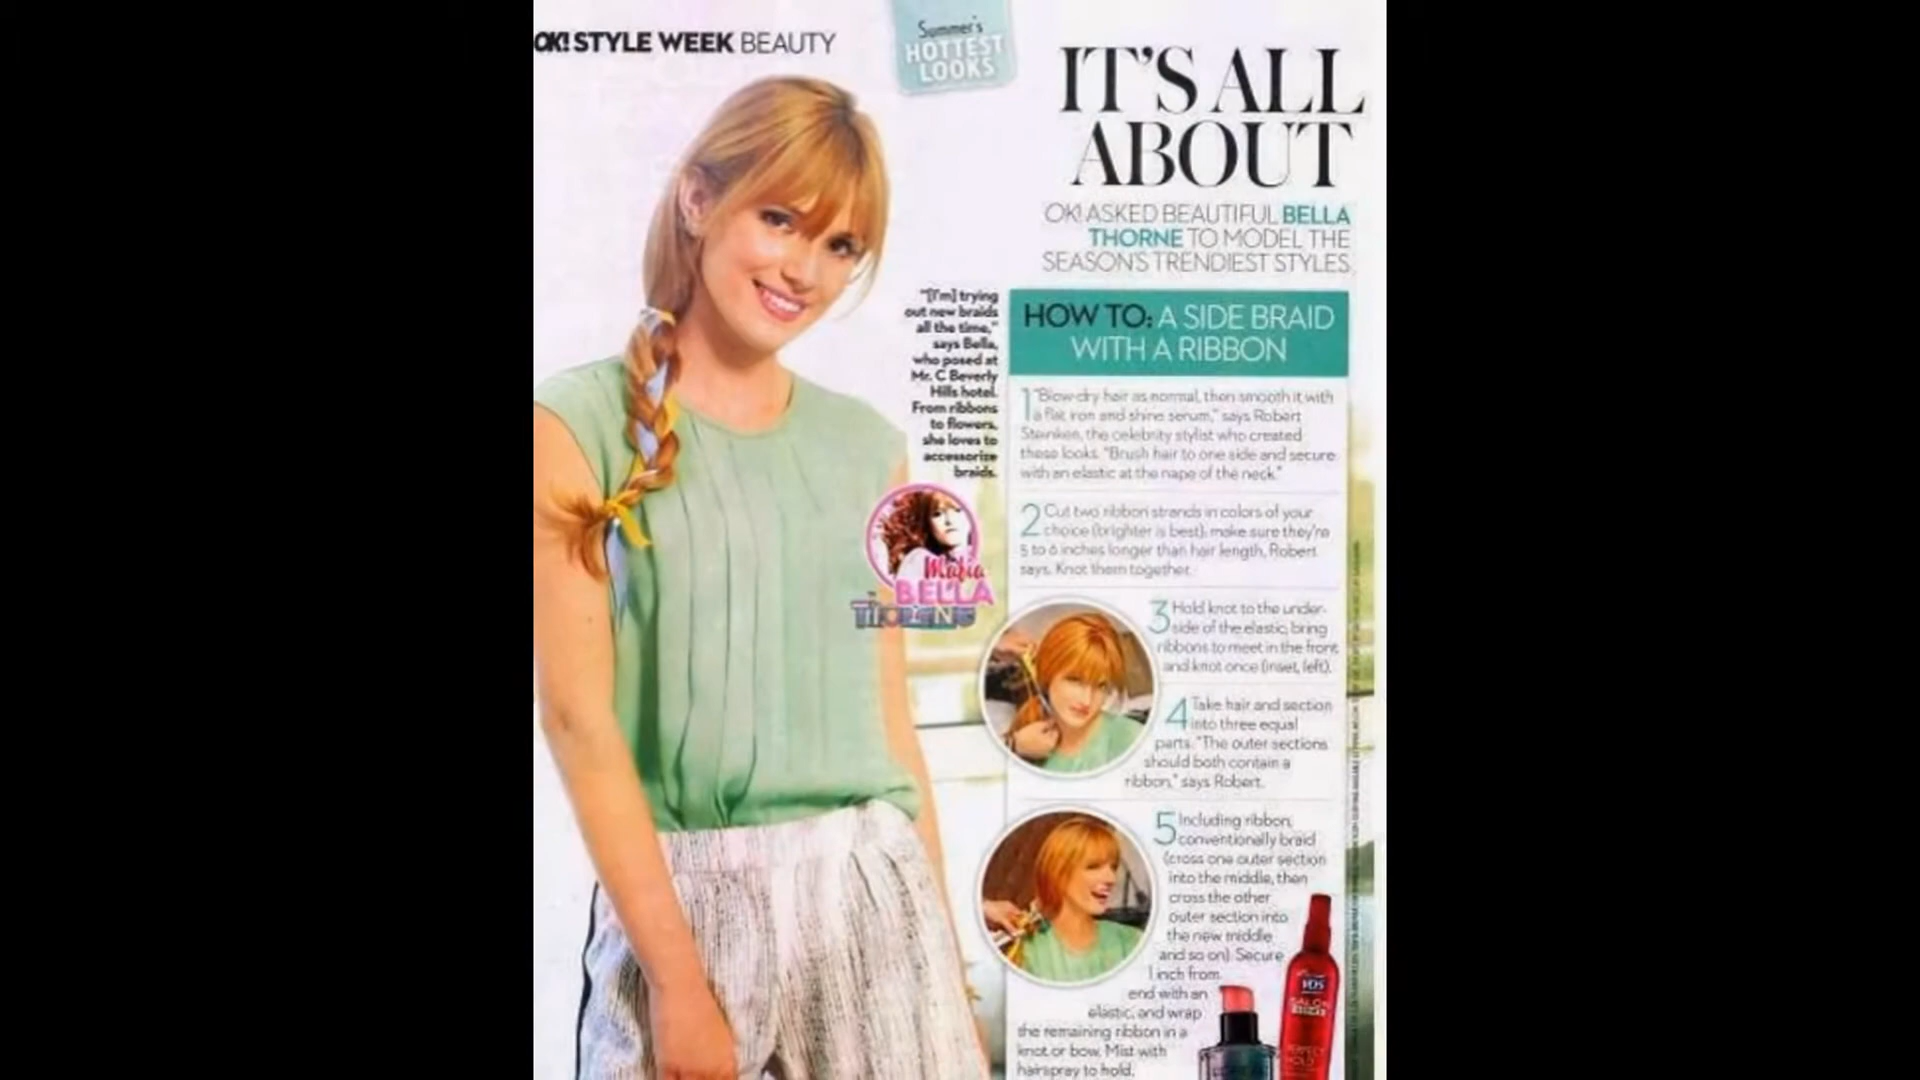 OK! STYLE WEEK BEAUTY
Summer's
HOTTEST
LOOKS
IT'S ALL
ABOUT
OK! ASKED BEAUTIFUL BELLA
THORNE TO MODEL THE
SEASON'S TRENDIEST STYLES
"[I'm] trying
out new braids
all the time,"
says Bella,
who posed at
Mr. C Beverly
Hills hotel.
From ribbons
to flowers,
she loves to
accessorize
braids.
Mafia
BELLA
HOW TO: A SIDE BRAID
WITH A RIBBON
1 "Blow-dry hair as normal, then smooth it with
a flat iron and shine serum," says Robert
Steinken, the celebrity stylist who created
these looks. "Brush hair to one side and secure
with an elastic at the nape of the neck."
2 Cut two ribbon strands in colors of your
choice (brighter is best); make sure they're
5 to 6 inches longer than hair length, Robert
says. Knot them together.
3 Hold knot to the under-
side of the elastic, bring
ribbons to meet in the front
and knot once (inset, left).
4 Take hair and section
into three equal
parts. "The outer sections
should both contain a
ribbon," says Robert.
5 Including ribbon,
conventionally braid
(cross one outer section
into the middle, then
cross the other
outer section into
the new middle
and so on). Secure
1 inch from
end with an
elastic, and wrap
the remaining ribbon in a
knot or bow. Mist with
hairspray to hold.
VO5
SALON
PERFECT
HOLD